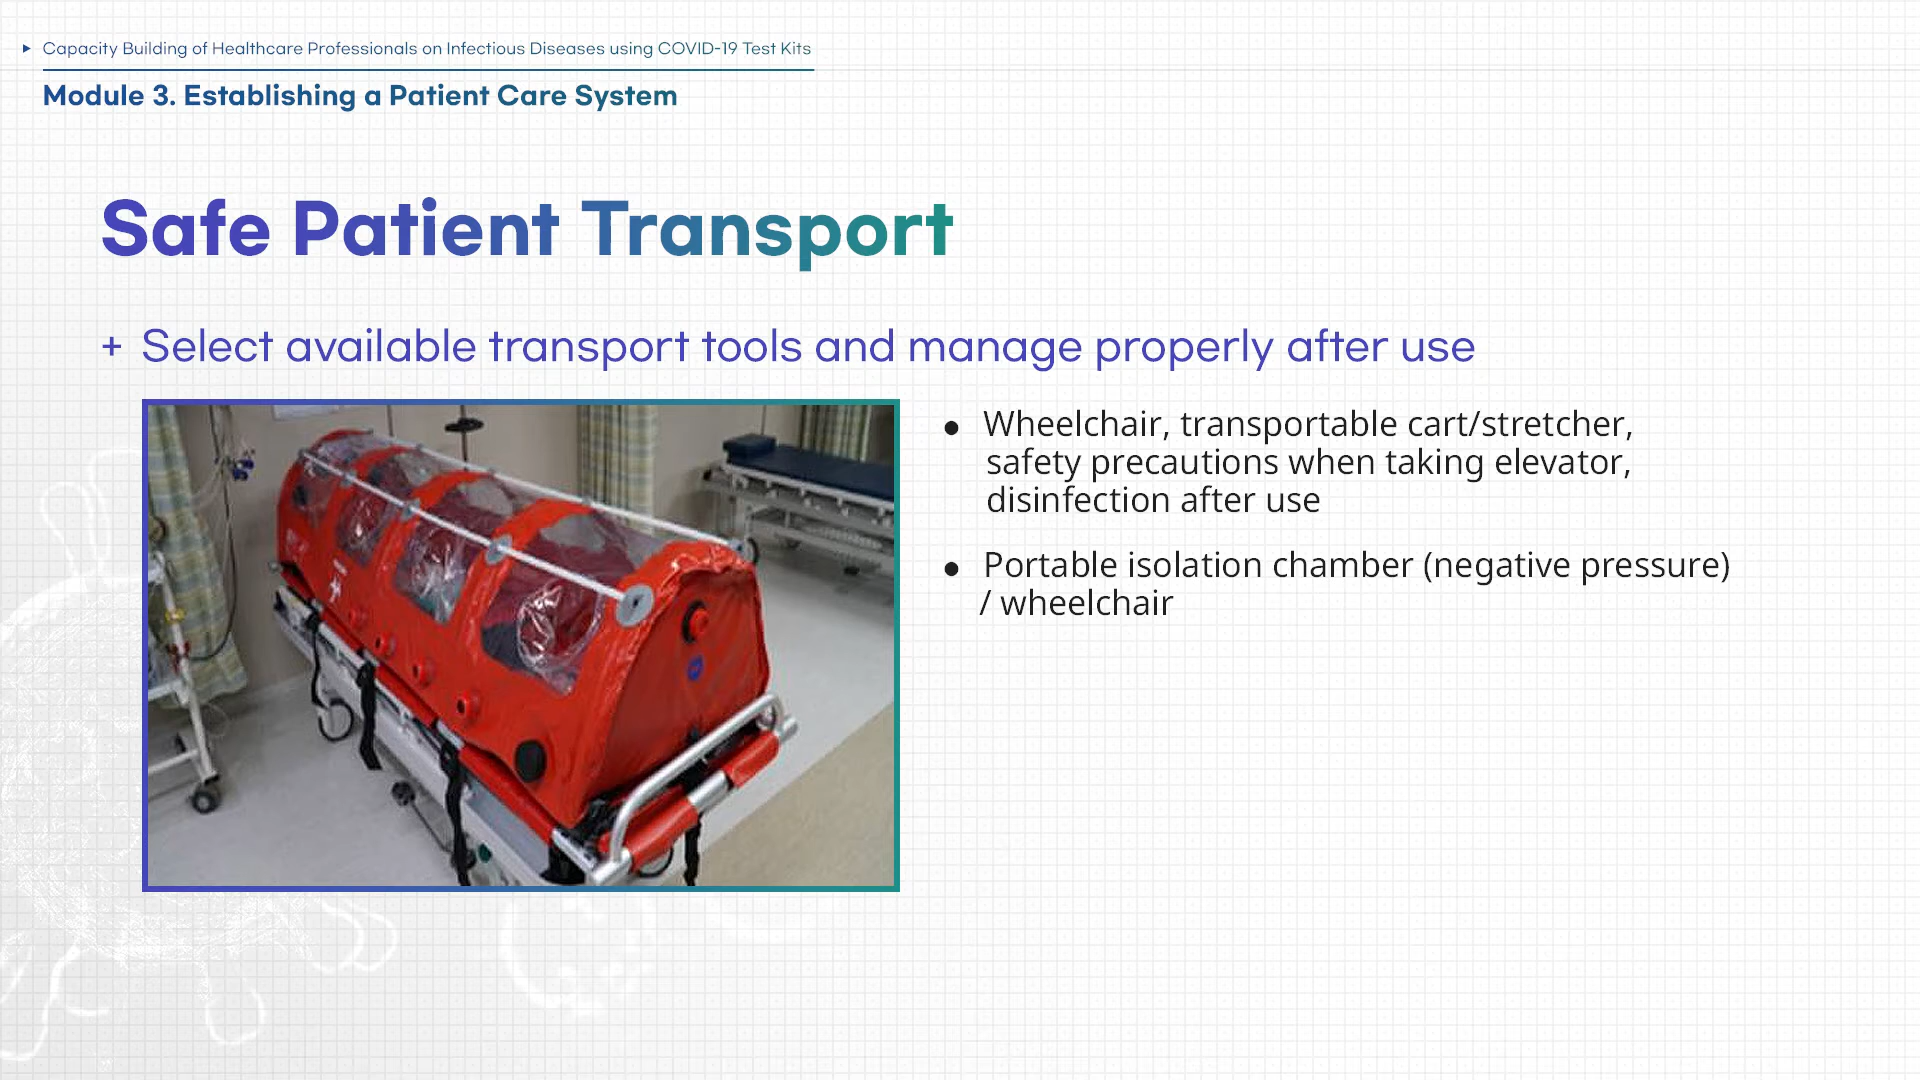 ▸ Capacity Building of Healthcare Professionals on Infectious Diseases using COVID-19 Test Kits
Module 3. Establishing a Patient Care System
Safe Patient Transport
+ Select available transport tools and manage properly after use
● Wheelchair, transportable cart/stretcher,
safety precautions when taking elevator,
disinfection after use
● Portable isolation chamber (negative pressure)
/ wheelchair